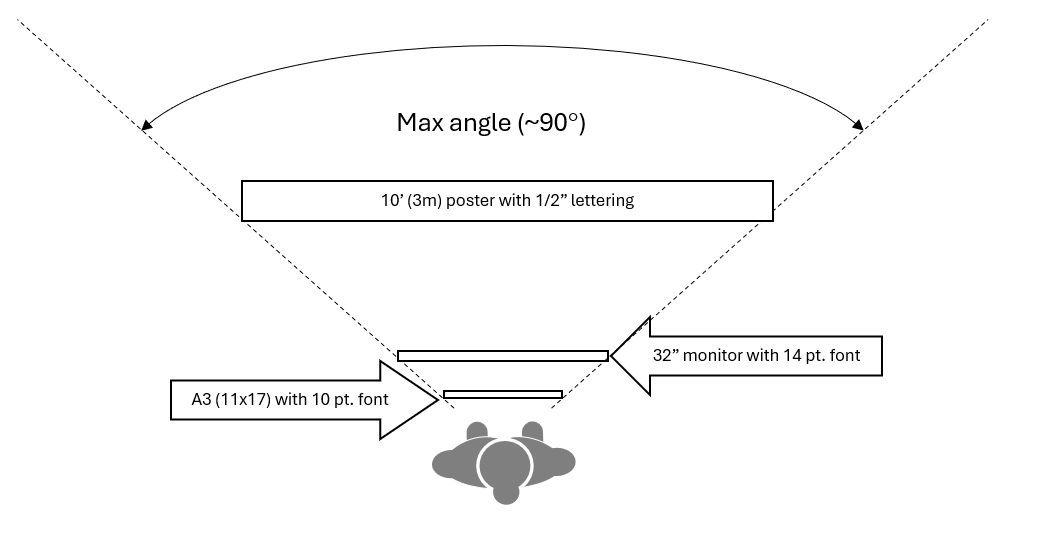 Max angle (~90°)
10’ (3m) poster with 1/2” lettering
32” monitor with 14 pt. font
A3 (11x17) with 10 pt. font